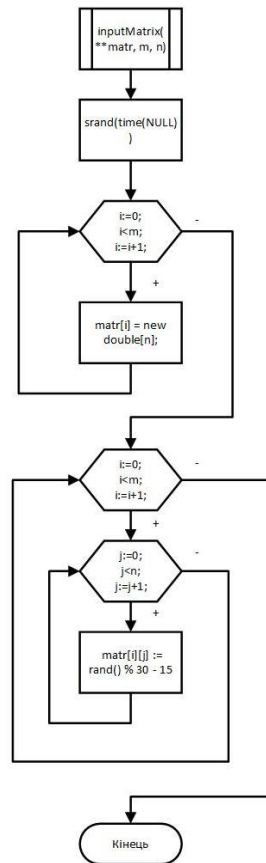 inputMatrix(
**matr, m, n)
srand(time(NULL)
)
i:=0;
i<m;
i:=i+1;
-
+
matr[i] = new
double[n];
i:=0;
i<m;
i:=i+1;
-
+
j:=0;
j<n;
j:=j+1;
-
+
matr[i][j] :=
rand() % 30 - 15
Кінець